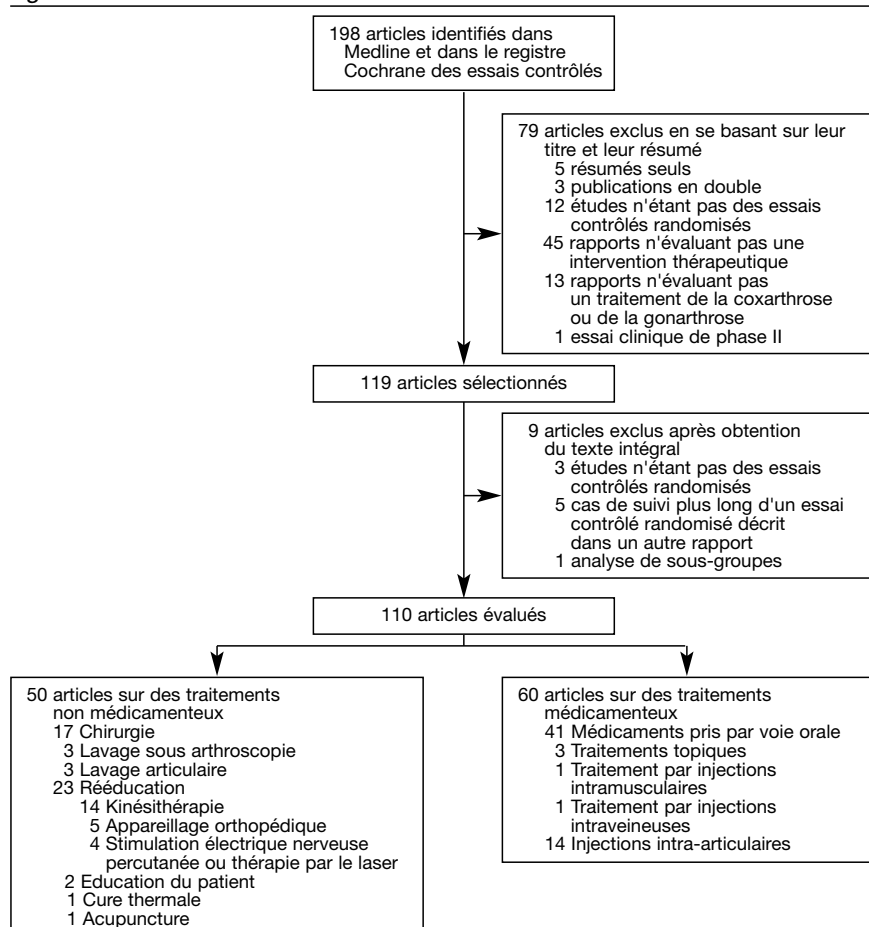 198 articles identifiés dans
Medline et dans le registre
Cochrane des essais contrôlés
79 articles exclus en se basant sur leur
titre et leur résumé
5 résumés seuls
3 publications en double
12 études n'étant pas des essais
contrôlés randomisés
45 rapports n'évaluant pas une
intervention thérapeutique
13 rapports n'évaluant pas
un traitement de la coxarthrose
ou de la gonarthrose
1 essai clinique de phase II
119 articles sélectionnés
9 articles exclus après obtention
du texte intégral
3 études n'étant pas des essais
contrôlés randomisés
5 cas de suivi plus long d'un essai
contrôlé randomisé décrit
dans un autre rapport
1 analyse de sous-groupes
110 articles évalués
50 articles sur des traitements
non médicamenteux
17 Chirurgie
3 Lavage sous arthroscopie
3 Lavage articulaire
23 Rééducation
14 Kinésithérapie
5 Appareillage orthopédique
4 Stimulation électrique nerveuse
percutanée ou thérapie par le laser
2 Education du patient
1 Cure thermale
1 Acupuncture
60 articles sur des traitements
médicamenteux
41 Médicaments pris par voie orale
3 Traitements topiques
1 Traitement par injections
intramusculaires
1 Traitement par injections
intraveineuses
14 Injections intra-articulaires